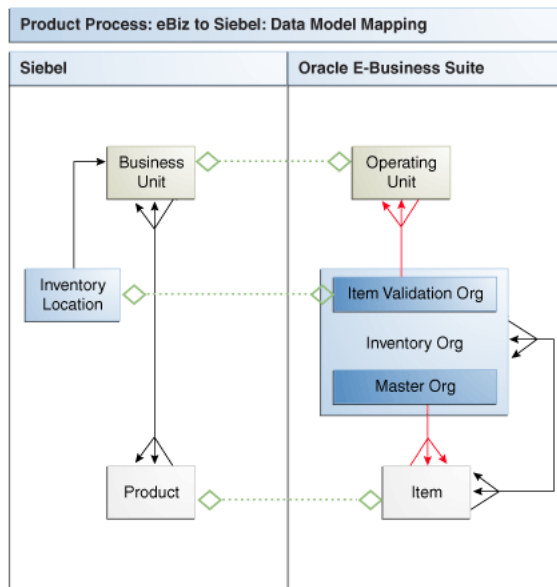 Product Process: eBiz to Siebel: Data Model Mapping
Siebel
Oracle E-Business Suite
Business
Unit
Operating
Unit
Inventory
Location
Item Validation Org
Inventory Org
Master Org
Product
Item